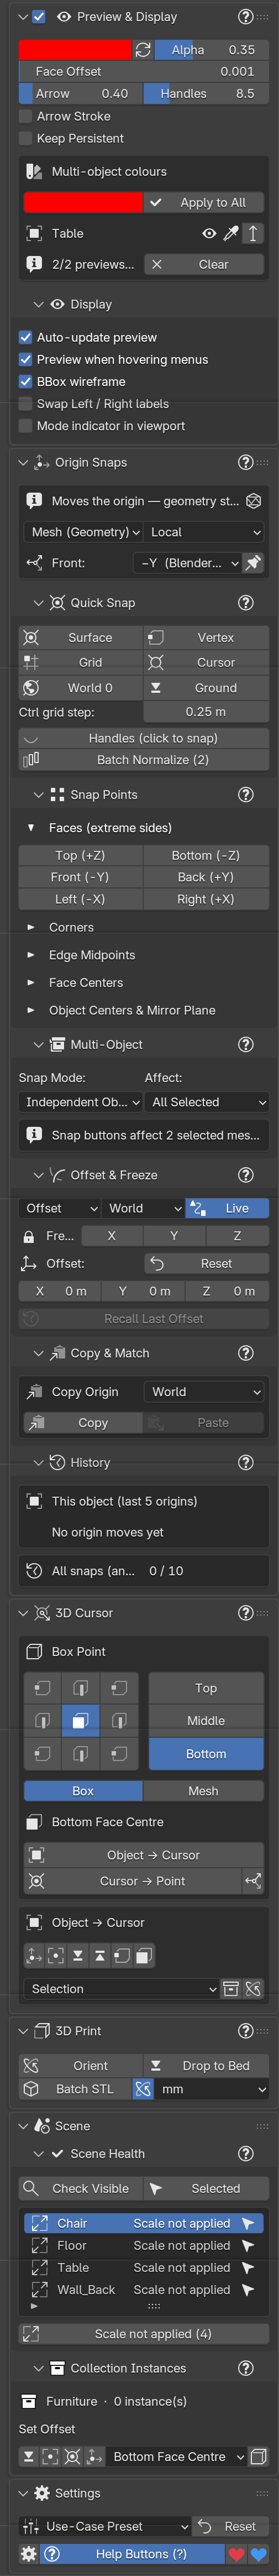 Preview & Display
Alpha 0.35
Face Offset 0.001
Arrow 0.40 Handles 8.5
Arrow Stroke
Keep Persistent
Multi-object colours
Apply to All
Table
2/2 previews... Clear
Display
Auto-update preview
Preview when hovering menus
BBox wireframe
Swap Left / Right labels
Mode indicator in viewport
Origin Snaps
Moves the origin — geometry st...
Mesh (Geometry) Local
Front: −Y (Blender...
Quick Snap
Surface Vertex
Grid Cursor
World 0 Ground
Ctrl grid step: 0.25 m
Handles (click to snap)
Batch Normalize (2)
Snap Points
Faces (extreme sides)
Top (+Z) Bottom (-Z)
Front (-Y) Back (+Y)
Left (-X) Right (+X)
Corners
Edge Midpoints
Face Centers
Object Centers & Mirror Plane
Multi-Object
Snap Mode: Affect:
Independent Ob... All Selected
Snap buttons affect 2 selected mes...
Offset & Freeze
Offset World Live
Fre... X Y Z
Offset: Reset
X 0 m Y 0 m Z 0 m
Recall Last Offset
Copy & Match
Copy Origin World
Copy Paste
History
This object (last 5 origins)
No origin moves yet
All snaps (an... 0 / 10
3D Cursor
Box Point
Top
Middle
Bottom
Box Mesh
Bottom Face Centre
Object → Cursor
Cursor → Point
Object → Cursor
Selection
3D Print
Orient Drop to Bed
Batch STL mm
Scene
Scene Health
Check Visible Selected
Chair Scale not applied
Floor Scale not applied
Table Scale not applied
Wall_Back Scale not applied
Scale not applied (4)
Collection Instances
Furniture · 0 instance(s)
Set Offset
Bottom Face Centre
Settings
Use-Case Preset Reset
Help Buttons (?)